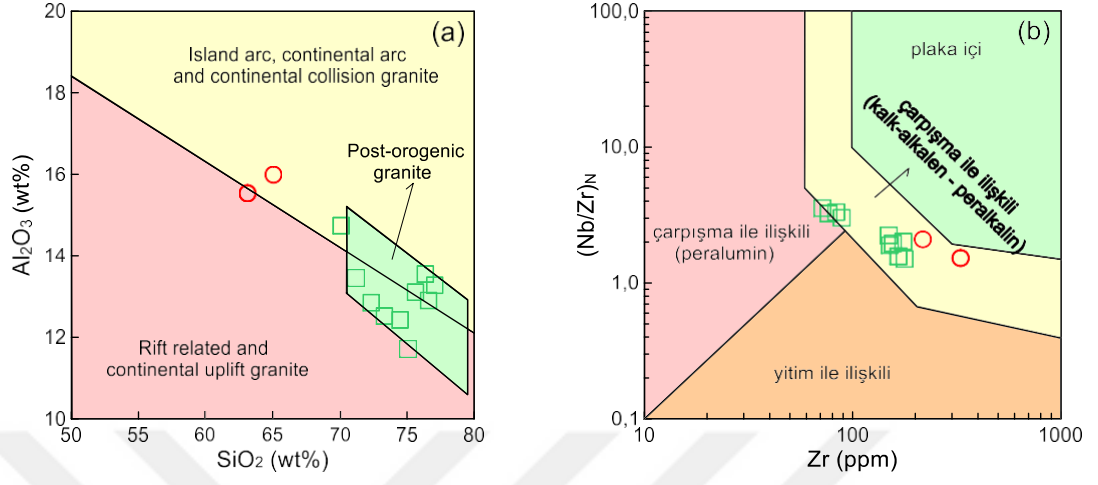 (a)
Island arc, continental arc
and continental collision granite
Post-orogenic
granite
Rift related and
continental uplift granite
Al₂O₃ (wt%)
20
18
16
14
12
10
50
55
60
65
70
75
80
SiO₂ (wt%)
(b)
plaka içi
çarpışma ile ilişkili
(kalk-alkalen - peralkalin)
çarpışma ile ilişkili
(peralumin)
yitim ile ilişkili
(Nb/Zr)N
100,0
10,0
1,0
0,1
10
100
1000
Zr (ppm)